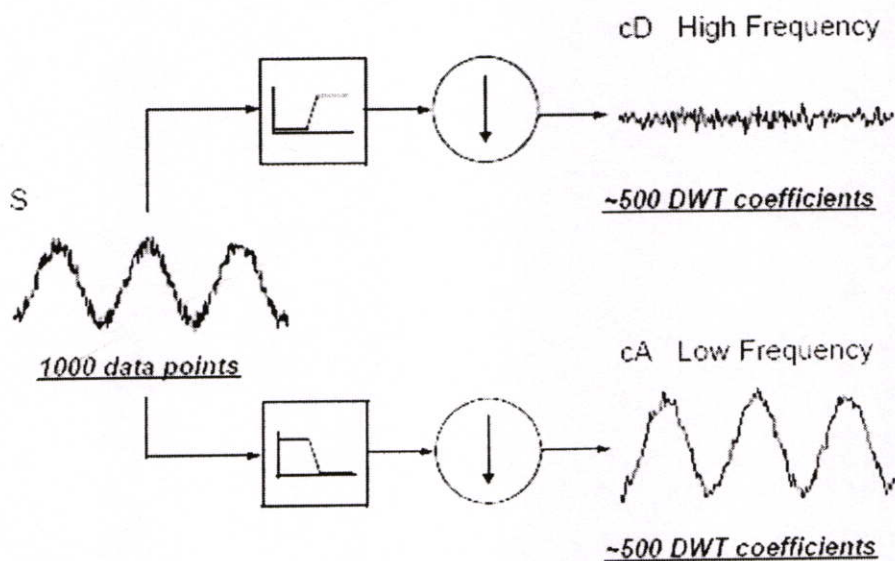 cD High Frequency
~500 DWT coefficients
S
1000 data points
cA Low Frequency
~500 DWT coefficients